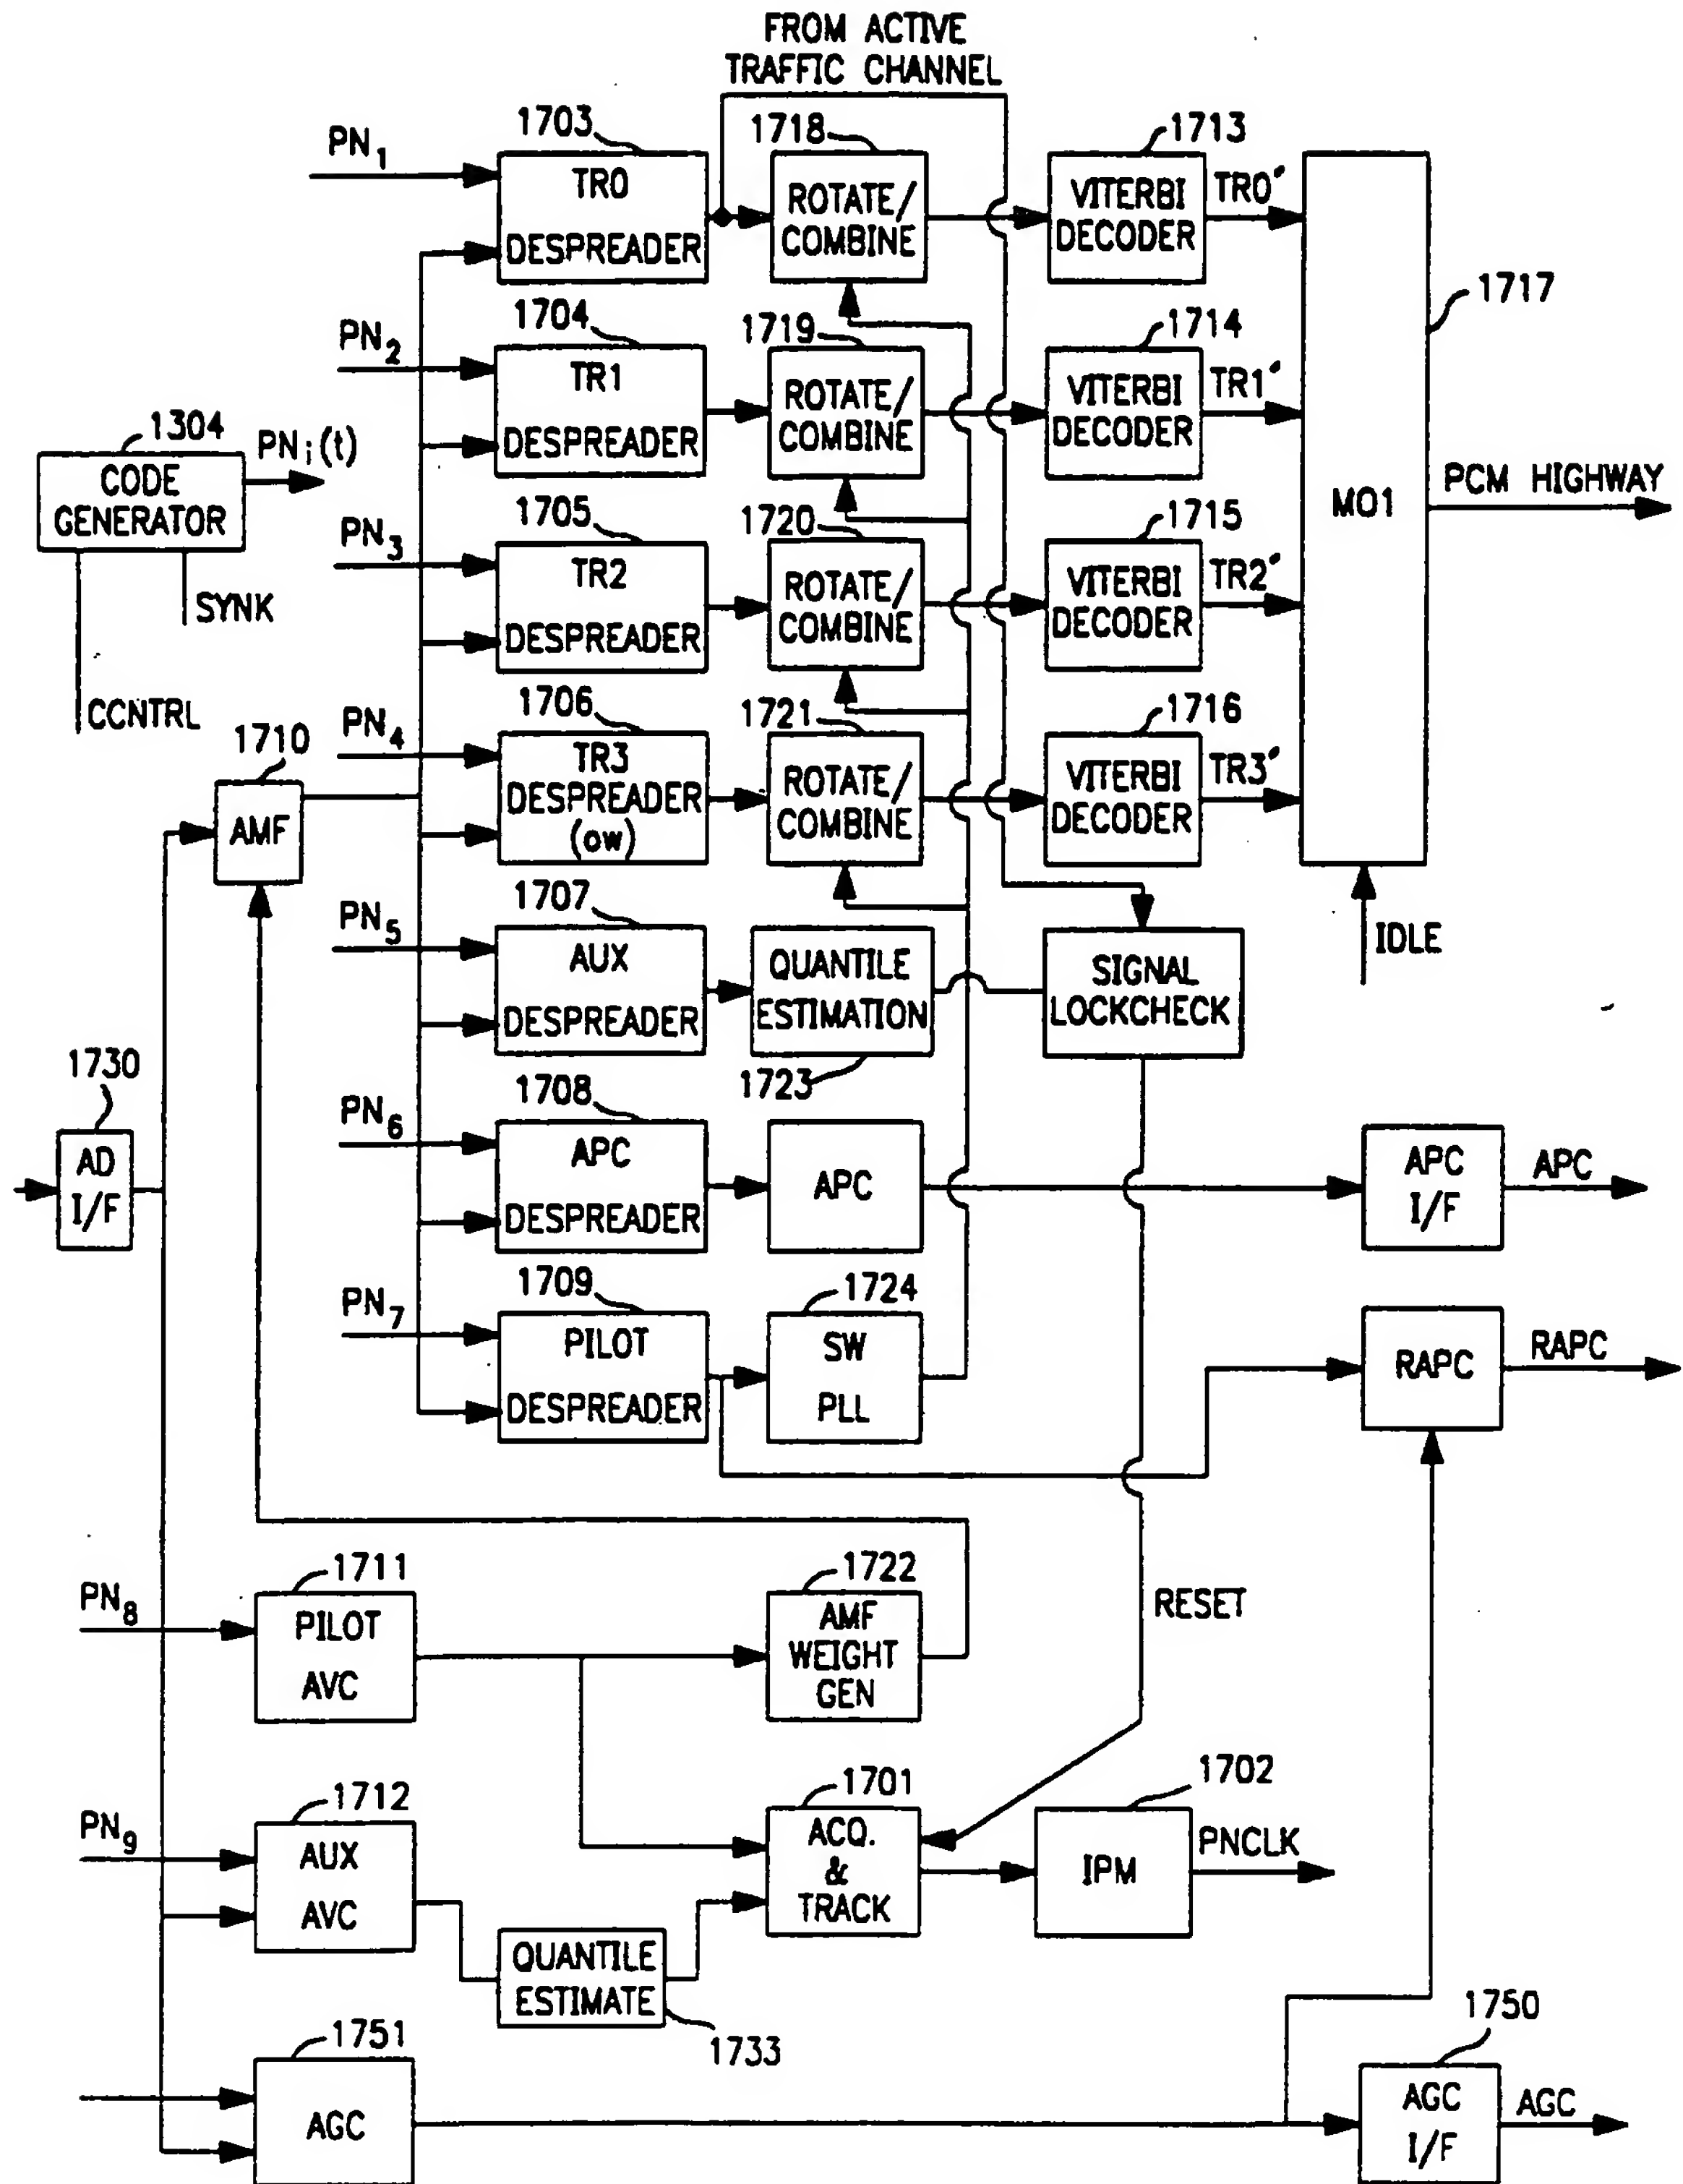 FROM ACTIVE
TRAFFIC CHANNEL
PN1
1703
TR0
DESPREADER
1718
ROTATE/
COMBINE
1713
VITERBI
DECODER
TR0'
1717
MO1
PCM HIGHWAY
IDLE
PN2
1704
TR1
DESPREADER
1719
ROTATE/
COMBINE
1714
VITERBI
DECODER
TR1'
1304
CODE
GENERATOR
PNi(t)
SYNK
CCNTRL
PN3
1705
TR2
DESPREADER
1720
ROTATE/
COMBINE
1715
VITERBI
DECODER
TR2'
PN4
1706
TR3
DESPREADER
(OW)
1721
ROTATE/
COMBINE
1716
VITERBI
DECODER
TR3'
1710
AMF
PN5
1707
AUX
DESPREADER
QUANTILE
ESTIMATION
1723
SIGNAL
LOCKCHECK
1730
AD
I/F
PN6
1708
APC
DESPREADER
APC
APC
I/F
APC
PN7
1709
PILOT
DESPREADER
1724
SW
PLL
RAPC
RAPC
PN8
1711
PILOT
AVC
1722
AMF
WEIGHT
GEN
RESET
PN9
1712
AUX
AVC
QUANTILE
ESTIMATE
1733
1701
ACQ.
&
TRACK
1702
IPM
PNCLK
1751
AGC
1750
AGC
I/F
AGC